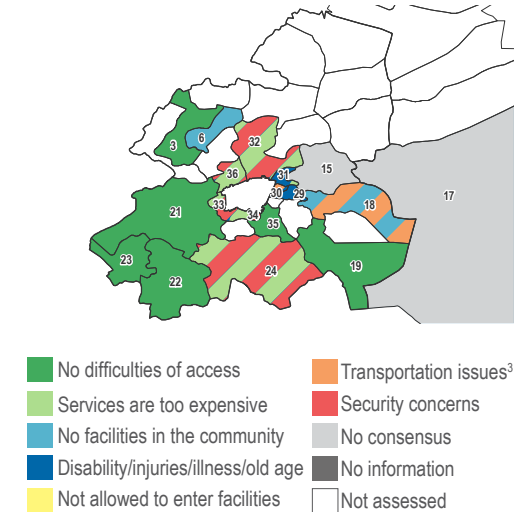 32
6
3
31
15
36
30
29
17
33
18
21
34
35
23
24
19
22
No difficulties of access
Services are too expensive
No facilities in the community
Disability/injuries/illness/old age
Not allowed to enter facilities
Transportation issues3
Security concerns
No consensus
No information
Not assessed